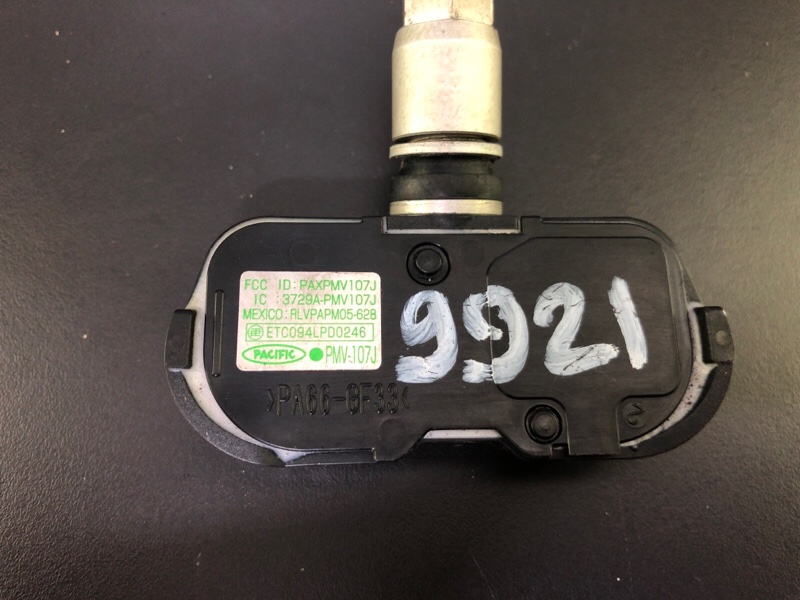 FCC ID: PAXPMV107J
IC 3729A-PMV107J
MEXICO: RLVPAPM05-628
ETC094LPD0246
PACIFIC PMV-107J
9921
>PA66-GF33<